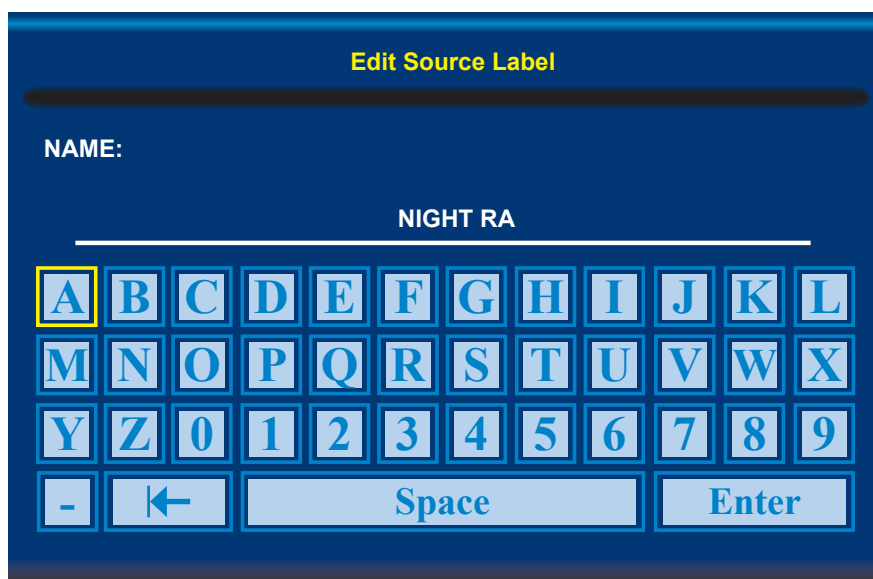 Edit Source Label
NAME:
NIGHT RA
A B C D E F G H I J K L
M N O P Q R S T U V W X
Y Z 0 1 2 3 4 5 6 7 8 9
- Space Enter